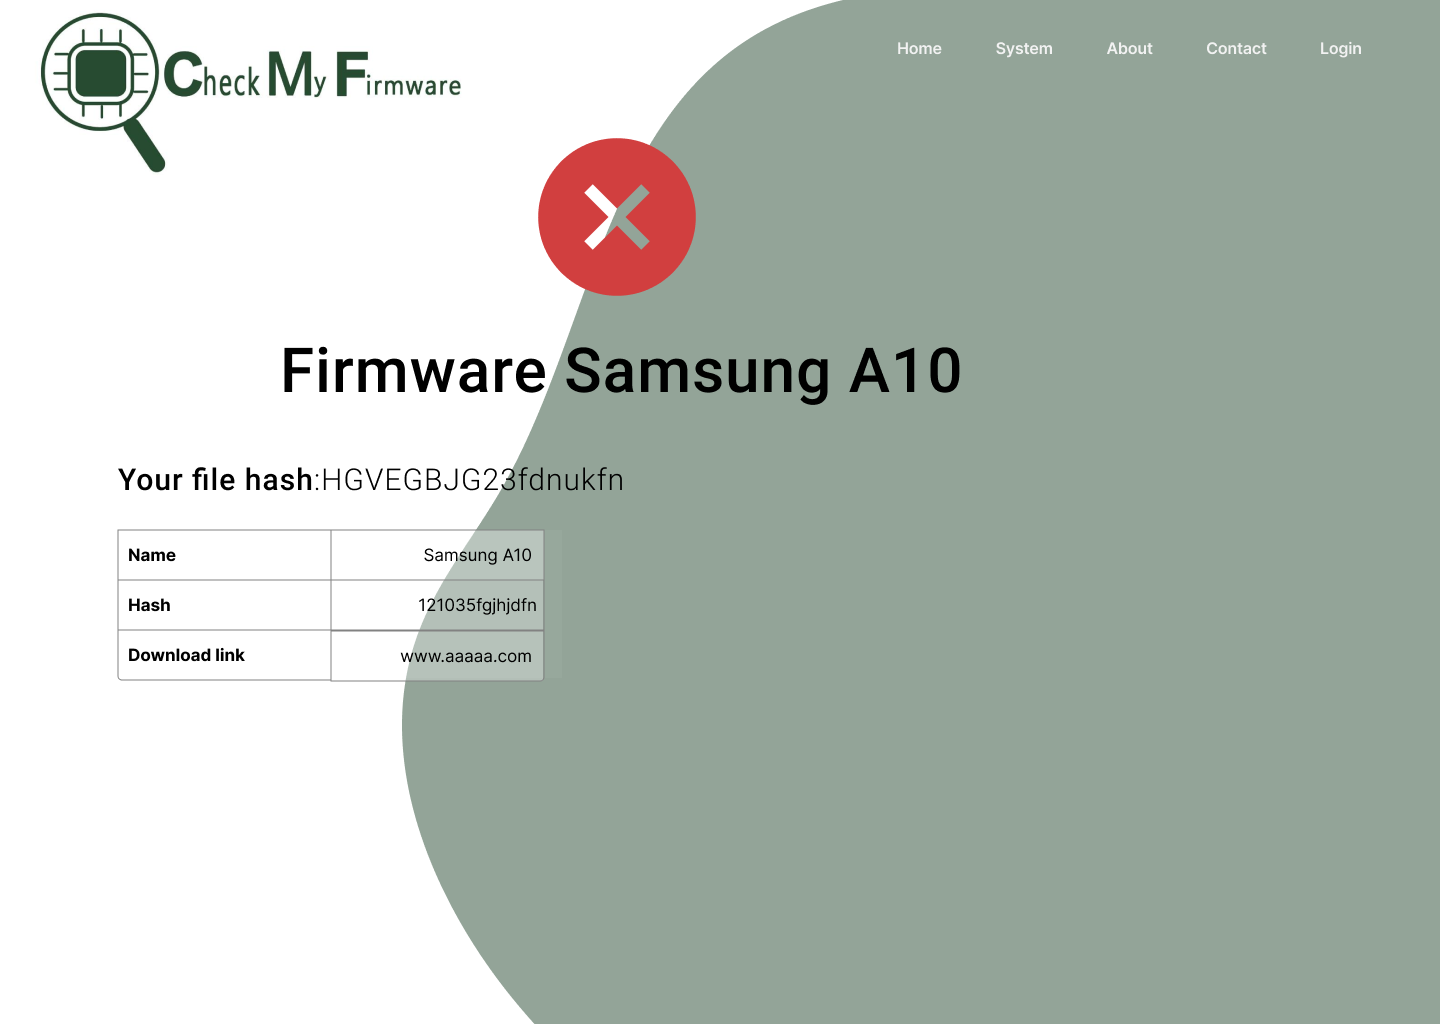 Check My Firmware
Home System About Contact Login
Firmware Samsung A10
Your file hash:HGVEGBJG23fdnukfn
Name Samsung A10
Hash 121035fgjhjdfn
Download link www.aaaaa.com